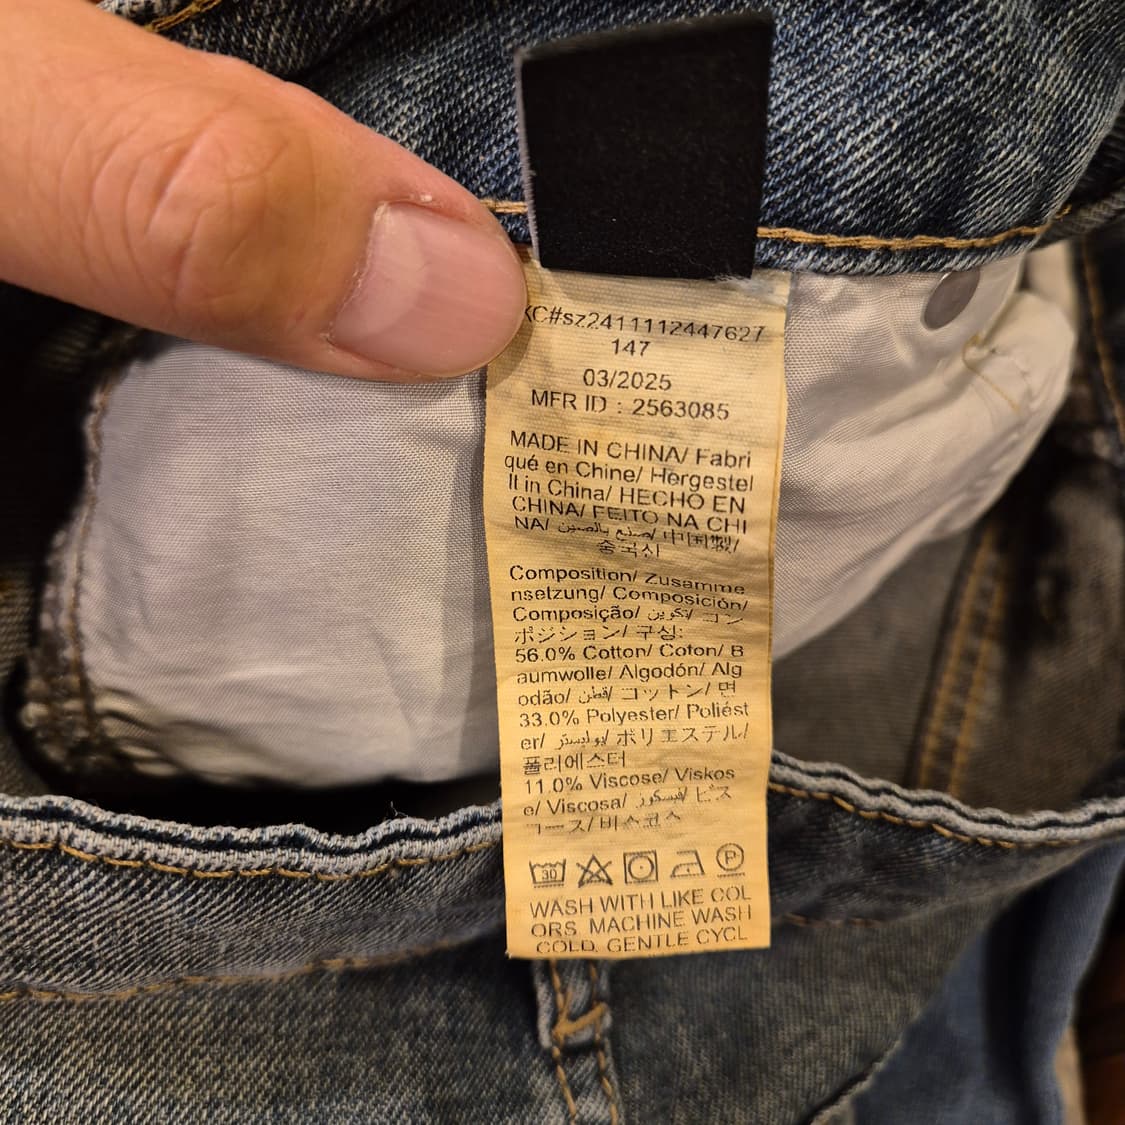 KC#sz2411112447627
147
03/2025
MFR ID : 2563085
MADE IN CHINA/ Fabri
qué en Chine/ Hergestel
lt in China/ HECHO EN
CHINA/ FEITO NA CHI
NA/ صنع بالصين/ 中国製/
중국산
Composition/ Zusamme
nsetzung/ Composición/
Composição/ تكوين/ コン
ポジション/ 구성:
56.0% Cotton/ Coton/ B
aumwolle/ Algodón/ Alg
odão/ قطن/ コットン/ 면
33.0% Polyester/ Poliést
er/ بوليستر/ ポリエステル/
폴리에스터
11.0% Viscose/ Viskos
e/ Viscosa/ فيسكوز/ ビス
コース/ 비스코스
30 P
WASH WITH LIKE COL
ORS. MACHINE WASH
COLD. GENTLE CYCL